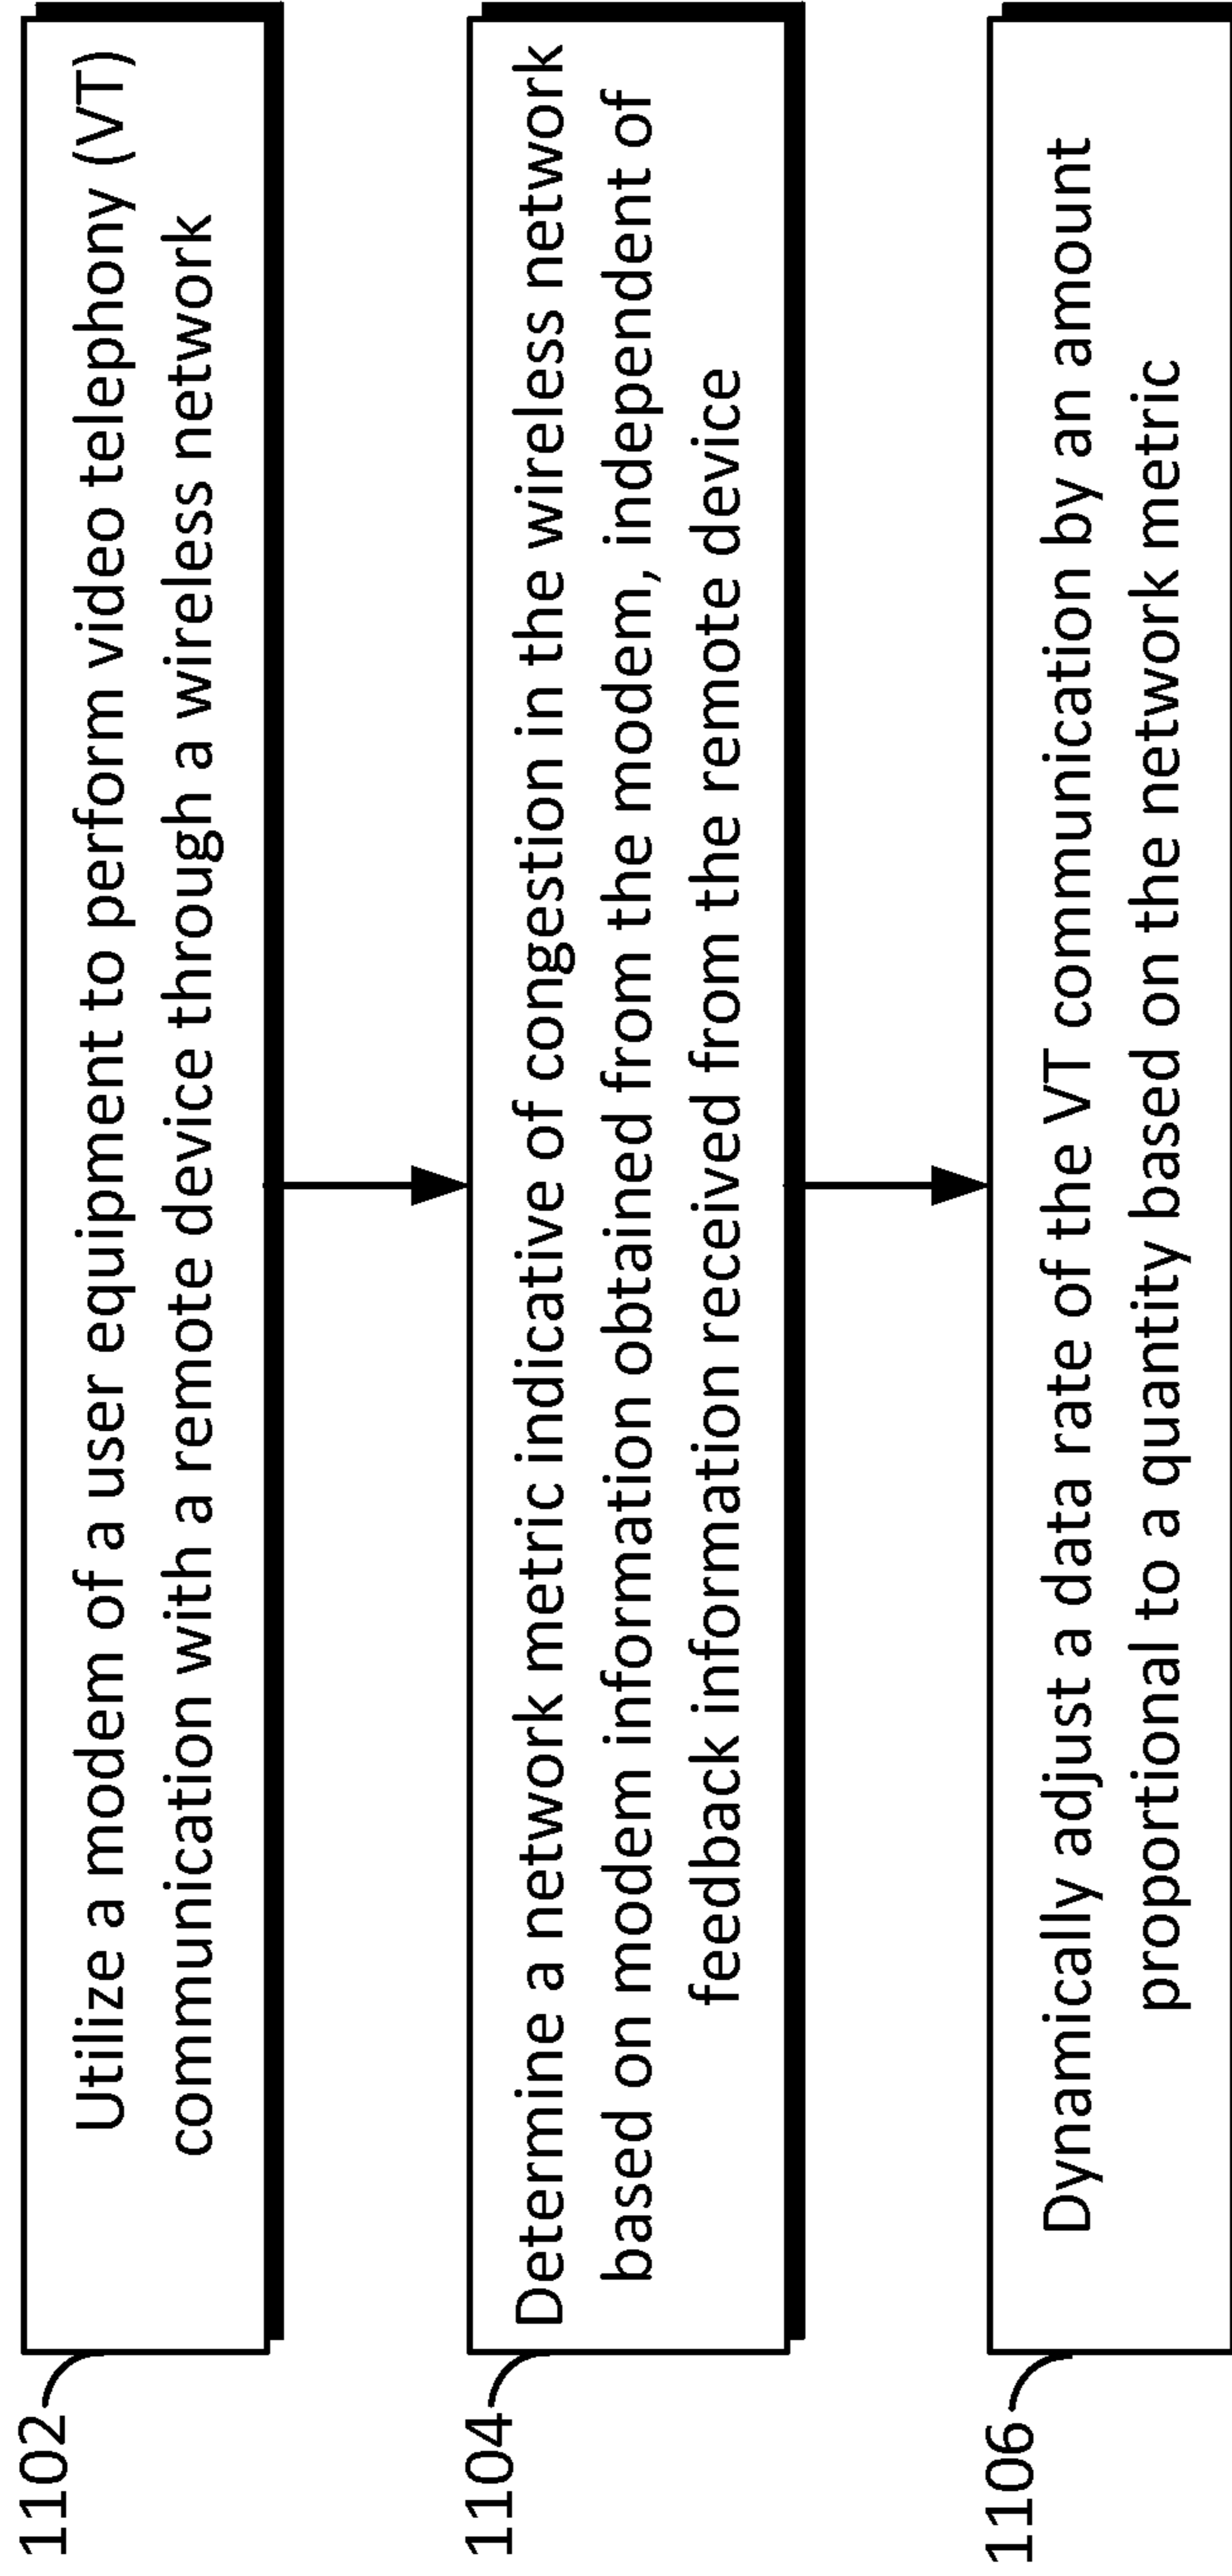 1102
Utilize a modem of a user equipment to perform video telephony (VT)
communication with a remote device through a wireless network
1104
Determine a network metric indicative of congestion in the wireless network
based on modem information obtained from the modem, independent of
feedback information received from the remote device
1106
Dynamically adjust a data rate of the VT communication by an amount
proportional to a quantity based on the network metric